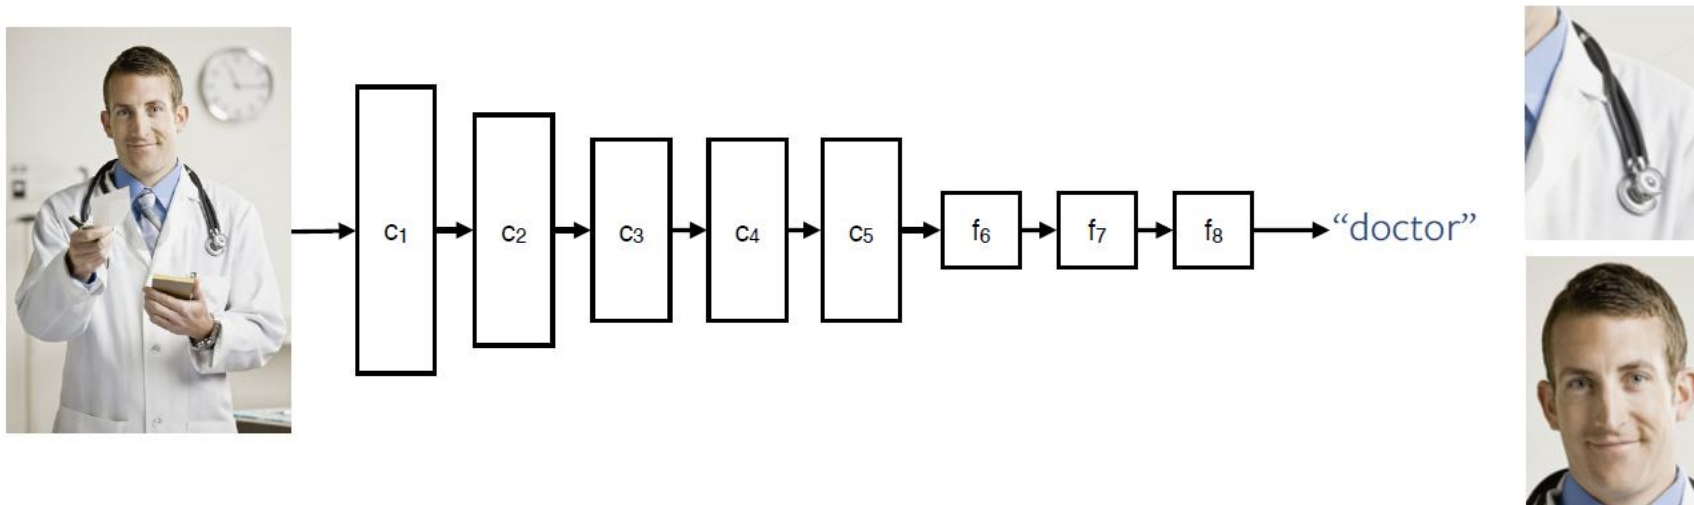 c₁ c₂ c₃ c₄ c₅ f₆ f₇ f₈ “doctor”